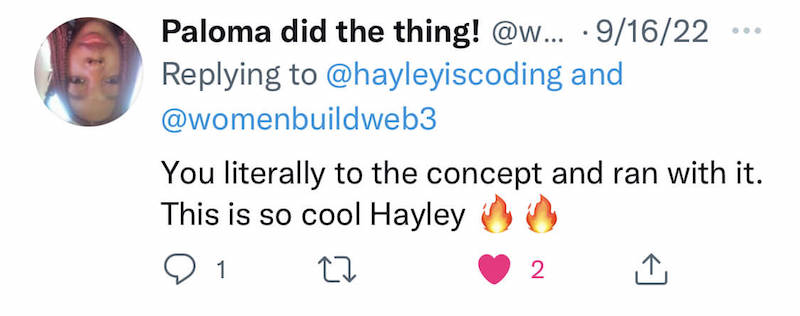 Paloma did the thing! @w... · 9/16/22
Replying to @hayleyiscoding and
@womenbuildweb3
You literally to the concept and ran with it.
This is so cool Hayley 🔥 🔥
1 2